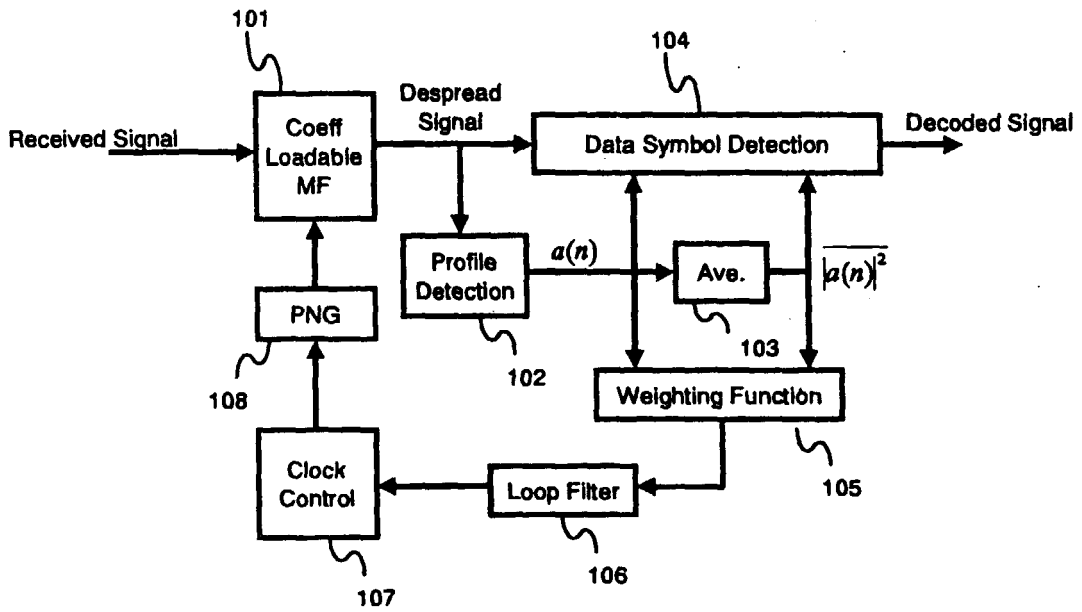 101
104
Received Signal
Coeff
Loadable
MF
Despread
Signal
Data Symbol Detection
Decoded Signal
Profile
Detection
a(n)
Ave.
|a(n)|²
PNG
102
103
108
Weighting Function
105
Clock
Control
Loop Filter
106
107